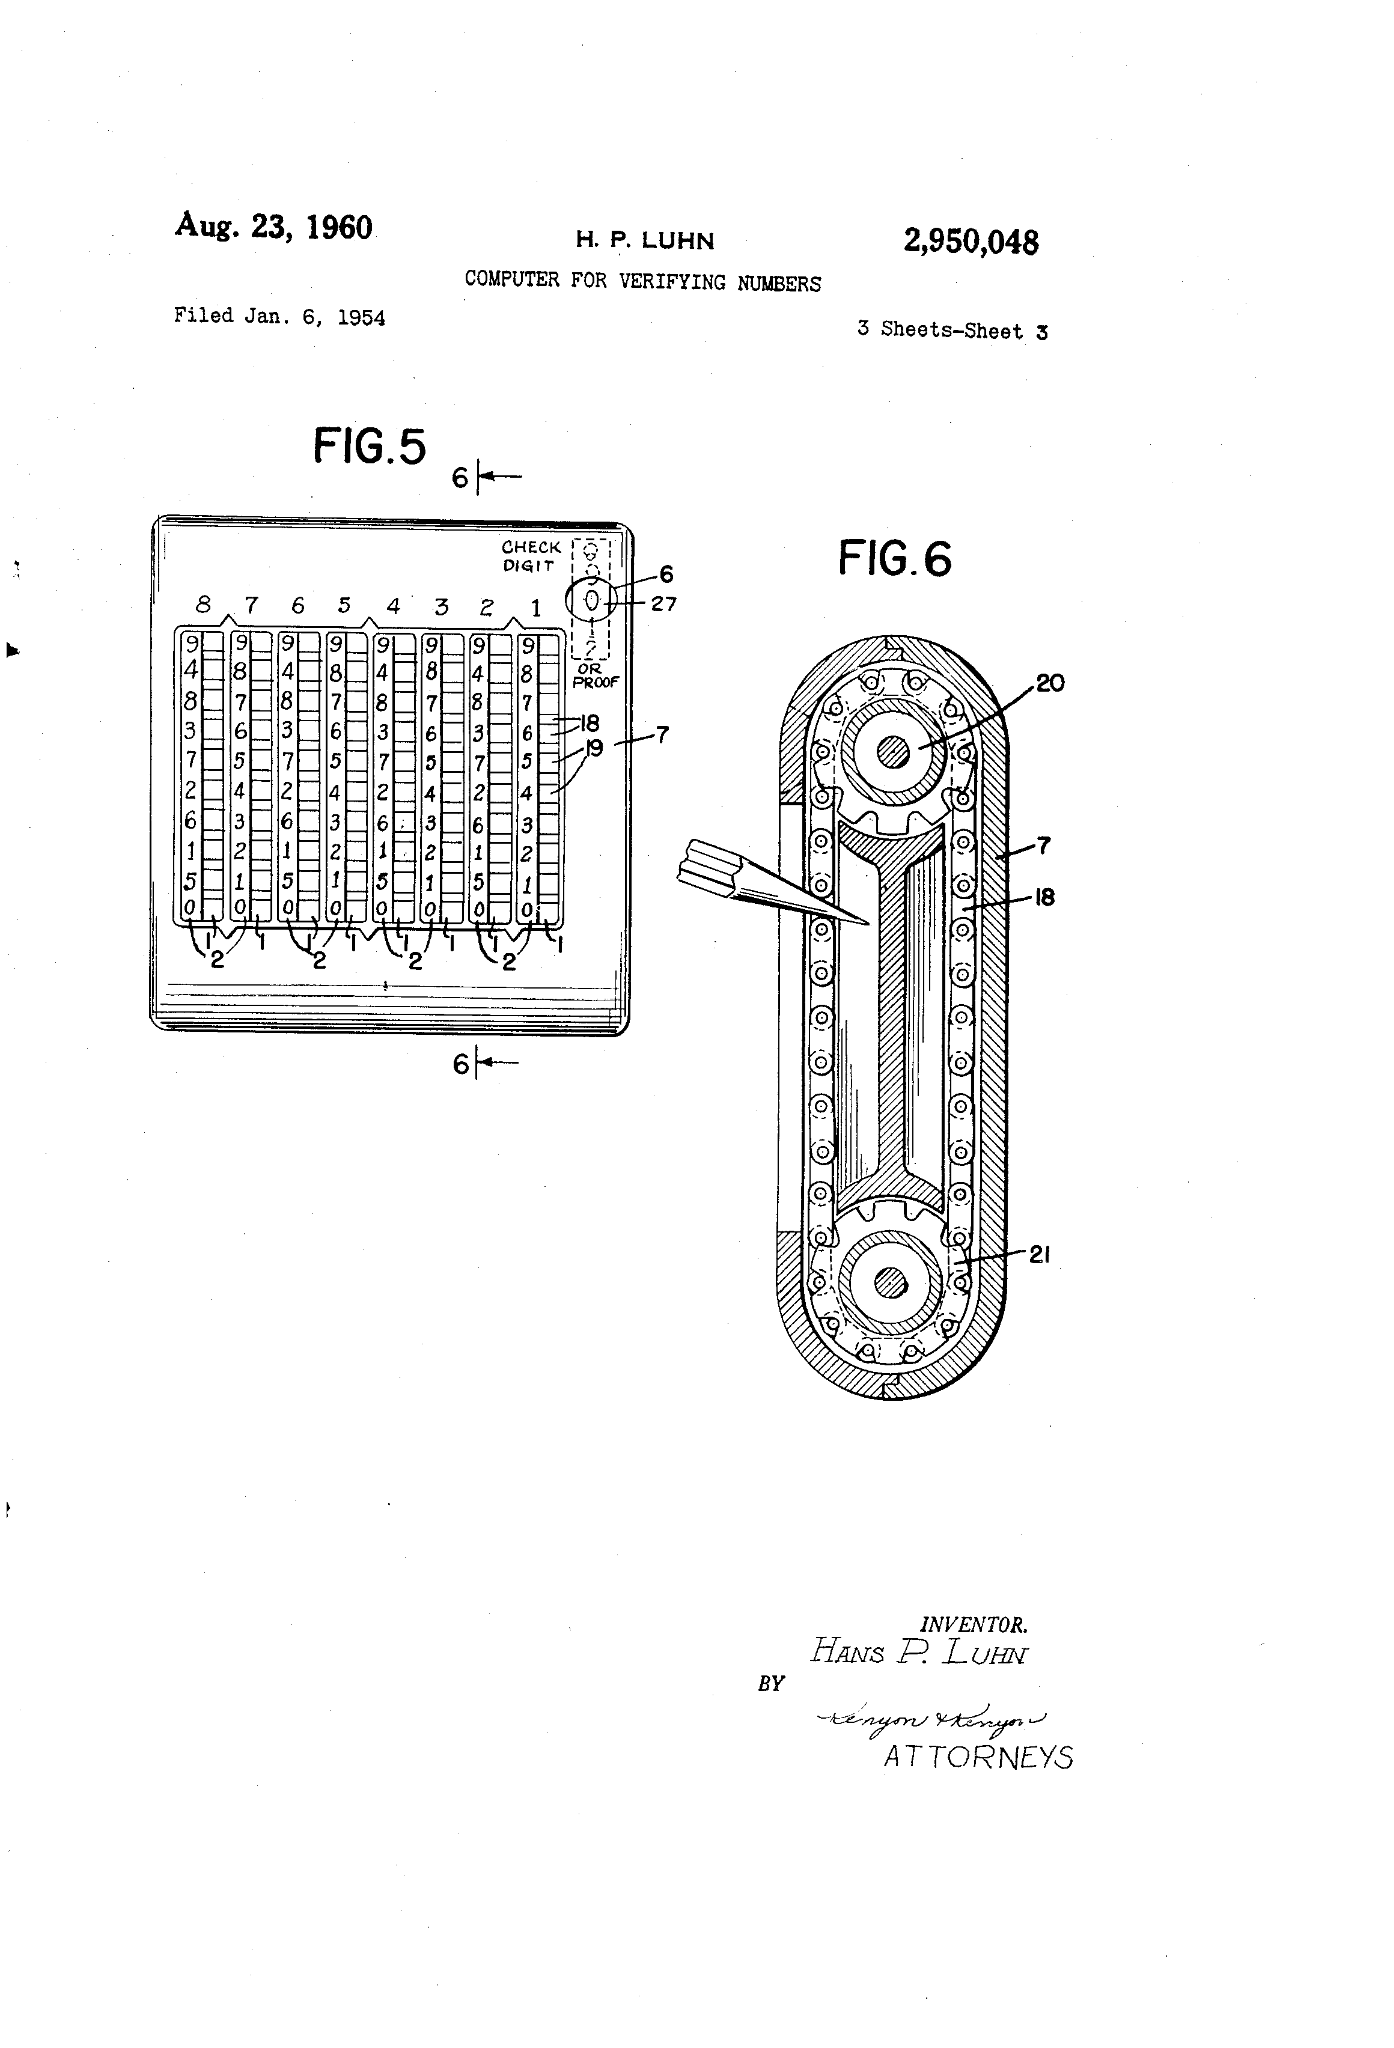 Aug. 23, 1960
H. P. LUHN
2,950,048
COMPUTER FOR VERIFYING NUMBERS
Filed Jan. 6, 1954
3 Sheets-Sheet 3
FIG.5
6
CHECK
DIGIT
9
0
1
2
OR
PROOF
6
27
18
19
7
8 7 6 5 4 3 2 1
9 9 9 9 9 9 9 9
4 8 4 8 4 8 4 8
8 7 8 7 8 7 8 7
3 6 3 6 3 6 3 6
7 5 7 5 7 5 7 5
2 4 2 4 2 4 2 4
6 3 6 3 6 3 6 3
1 2 1 2 1 2 1 2
5 1 5 1 5 1 5 1
0 0 0 0 0 0 0 0
1 1 1 1 1 1 1
2 2 2 2
6
FIG.6
20
7
18
21
INVENTOR.
HANS P. LUHN
BY
Kenyon & Kenyon
ATTORNEYS